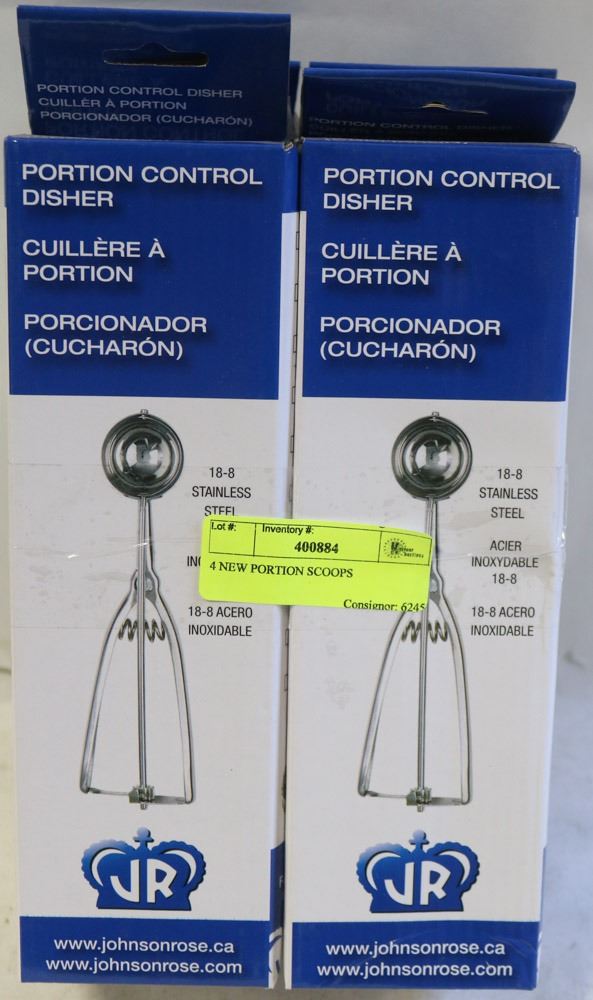 PORTION CONTROL DISHER
CUILLÈR À PORTION
PORCIONADOR (CUCHARÓN)
PORTION CONTROL
DISHER
CUILLÈRE À
PORTION
PORCIONADOR
(CUCHARÓN)
18-8
STAINLESS
STEEL
18-8 ACERO
INOXIDABLE
JR
www.johnsonrose.ca
www.johnsonrose.com
PORTION CONTROL DISHER
PORTION CONTROL
DISHER
CUILLÈRE À
PORTION
PORCIONADOR
(CUCHARÓN)
18-8
STAINLESS
STEEL
ACIER
INOXYDABLE
18-8
18-8 ACERO
INOXIDABLE
JR
www.johnsonrose.ca
www.johnsonrose.com
Lot #: Inventory #:
400884
4 NEW PORTION SCOOPS
Consignor: 6245